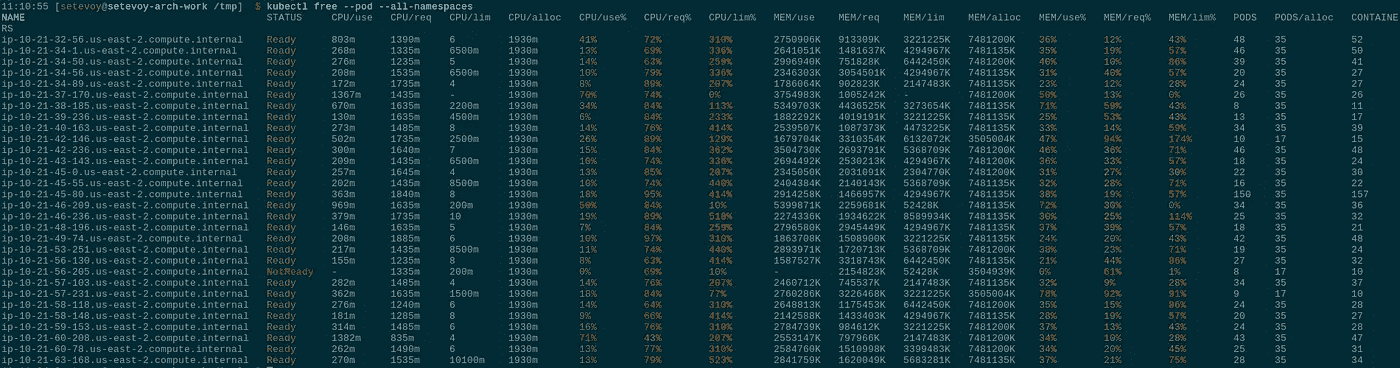 11:10:55 [setevoy@setevoy-arch-work /tmp]  $ kubectl free --pod --all-namespaces
NAME STATUS CPU/use CPU/req CPU/lim CPU/alloc CPU/use% CPU/req% CPU/lim% MEM/use MEM/req MEM/lim MEM/alloc MEM/use% MEM/req% MEM/lim% PODS PODS/alloc CONTAINE
RS
ip-10-21-32-56.us-east-2.compute.internal Ready 803m 1390m 6 1930m 41% 72% 310% 2750906K 913309K 3221225K 7481200K 36% 12% 43% 48 35 52
ip-10-21-34-1.us-east-2.compute.internal Ready 268m 1335m 6500m 1930m 13% 69% 336% 2641051K 1481637K 4294967K 7481135K 35% 19% 57% 46 35 50
ip-10-21-34-50.us-east-2.compute.internal Ready 276m 1235m 5 1930m 14% 63% 259% 2996940K 751828K 6442450K 7481200K 40% 10% 86% 39 35 41
ip-10-21-34-56.us-east-2.compute.internal Ready 208m 1535m 6500m 1930m 10% 79% 336% 2346303K 3054501K 4294967K 7481135K 31% 40% 57% 20 35 27
ip-10-21-34-89.us-east-2.compute.internal Ready 172m 1735m 4 1930m 8% 89% 207% 1786064K 902823K 2147483K 7481135K 23% 12% 28% 24 35 27
ip-10-21-37-170.us-east-2.compute.internal Ready 1367m 1435m - 1930m 70% 74% 0% 3754983K 1005242K - 7481200K 50% 13% 0% 26 35 26
ip-10-21-38-185.us-east-2.compute.internal Ready 670m 1635m 2200m 1930m 34% 84% 113% 5349703K 4436525K 3273654K 7481135K 71% 59% 43% 8 35 11
ip-10-21-39-236.us-east-2.compute.internal Ready 130m 1635m 4500m 1930m 6% 84% 233% 1882292K 4019191K 3221225K 7481135K 25% 53% 43% 13 35 17
ip-10-21-40-163.us-east-2.compute.internal Ready 273m 1485m 8 1930m 14% 76% 414% 2539507K 1087373K 4473225K 7481135K 33% 14% 59% 34 35 39
ip-10-21-42-146.us-east-2.compute.internal Ready 502m 1735m 2500m 1930m 26% 89% 129% 1679704K 3310354K 6132072K 3505004K 47% 94% 174% 10 17 15
ip-10-21-42-236.us-east-2.compute.internal Ready 300m 1640m 7 1930m 15% 84% 362% 3504730K 2693791K 5368709K 7481200K 46% 36% 71% 46 35 48
ip-10-21-43-143.us-east-2.compute.internal Ready 209m 1435m 6500m 1930m 10% 74% 336% 2694492K 2530213K 4294967K 7481135K 36% 33% 57% 18 35 24
ip-10-21-45-0.us-east-2.compute.internal Ready 257m 1645m 4 1930m 13% 85% 207% 2345050K 2031091K 2304770K 7481135K 31% 27% 30% 22 35 30
ip-10-21-45-55.us-east-2.compute.internal Ready 202m 1435m 8500m 1930m 10% 74% 440% 2404384K 2140143K 5368709K 7481135K 32% 28% 71% 16 35 22
ip-10-21-45-80.us-east-2.compute.internal Ready 363m 1840m 8 1930m 18% 95% 414% 2914258K 1466957K 4294967K 7481135K 38% 19% 57% 150 35 157
ip-10-21-46-209.us-east-2.compute.internal Ready 969m 1635m 200m 1930m 50% 84% 10% 5399871K 2259681K 52428K 7481200K 72% 30% 0% 34 35 36
ip-10-21-46-236.us-east-2.compute.internal Ready 379m 1735m 10 1930m 19% 89% 518% 2274336K 1934622K 8589934K 7481135K 30% 25% 114% 25 35 32
ip-10-21-48-196.us-east-2.compute.internal Ready 146m 1635m 5 1930m 7% 84% 259% 2796580K 2945449K 4294967K 7481135K 37% 39% 57% 18 35 21
ip-10-21-49-74.us-east-2.compute.internal Ready 208m 1885m 6 1930m 10% 97% 310% 1863708K 1508900K 3221225K 7481135K 24% 20% 43% 42 35 48
ip-10-21-53-251.us-east-2.compute.internal Ready 217m 1435m 8500m 1930m 11% 74% 440% 2893971K 1720713K 5368709K 7481135K 38% 23% 71% 19 35 24
ip-10-21-56-130.us-east-2.compute.internal Ready 155m 1235m 8 1930m 8% 63% 414% 1587527K 3318743K 6442450K 7481135K 21% 44% 86% 27 35 32
ip-10-21-56-205.us-east-2.compute.internal NotReady - 1335m 200m 1930m 0% 69% 10% - 2154823K 52428K 3504939K 0% 61% 1% 8 17 10
ip-10-21-57-103.us-east-2.compute.internal Ready 282m 1485m 4 1930m 14% 76% 207% 2460712K 745537K 2147483K 7481135K 32% 9% 28% 34 35 37
ip-10-21-57-231.us-east-2.compute.internal Ready 362m 1635m 1500m 1930m 18% 84% 77% 2760286K 3226468K 3221225K 3505004K 78% 92% 91% 9 17 10
ip-10-21-58-118.us-east-2.compute.internal Ready 276m 1240m 6 1930m 14% 64% 310% 2648813K 1175453K 6442450K 7481200K 35% 15% 86% 24 35 28
ip-10-21-58-148.us-east-2.compute.internal Ready 181m 1285m 8 1930m 9% 66% 414% 2142588K 1433403K 4294967K 7481135K 28% 19% 57% 20 35 27
ip-10-21-59-153.us-east-2.compute.internal Ready 314m 1485m 6 1930m 16% 76% 310% 2784739K 984612K 3221225K 7481135K 37% 13% 43% 24 35 28
ip-10-21-60-208.us-east-2.compute.internal Ready 1382m 835m 4 1930m 71% 43% 207% 2553147K 797966K 2147483K 7481135K 34% 10% 28% 43 35 47
ip-10-21-60-78.us-east-2.compute.internal Ready 262m 1490m 6 1930m 13% 77% 310% 2584760K 1510998K 3399483K 7481200K 34% 20% 45% 25 35 31
ip-10-21-63-168.us-east-2.compute.internal Ready 270m 1535m 10100m 1930m 13% 79% 523% 2841759K 1620049K 5683281K 7481135K 37% 21% 75% 28 35 34